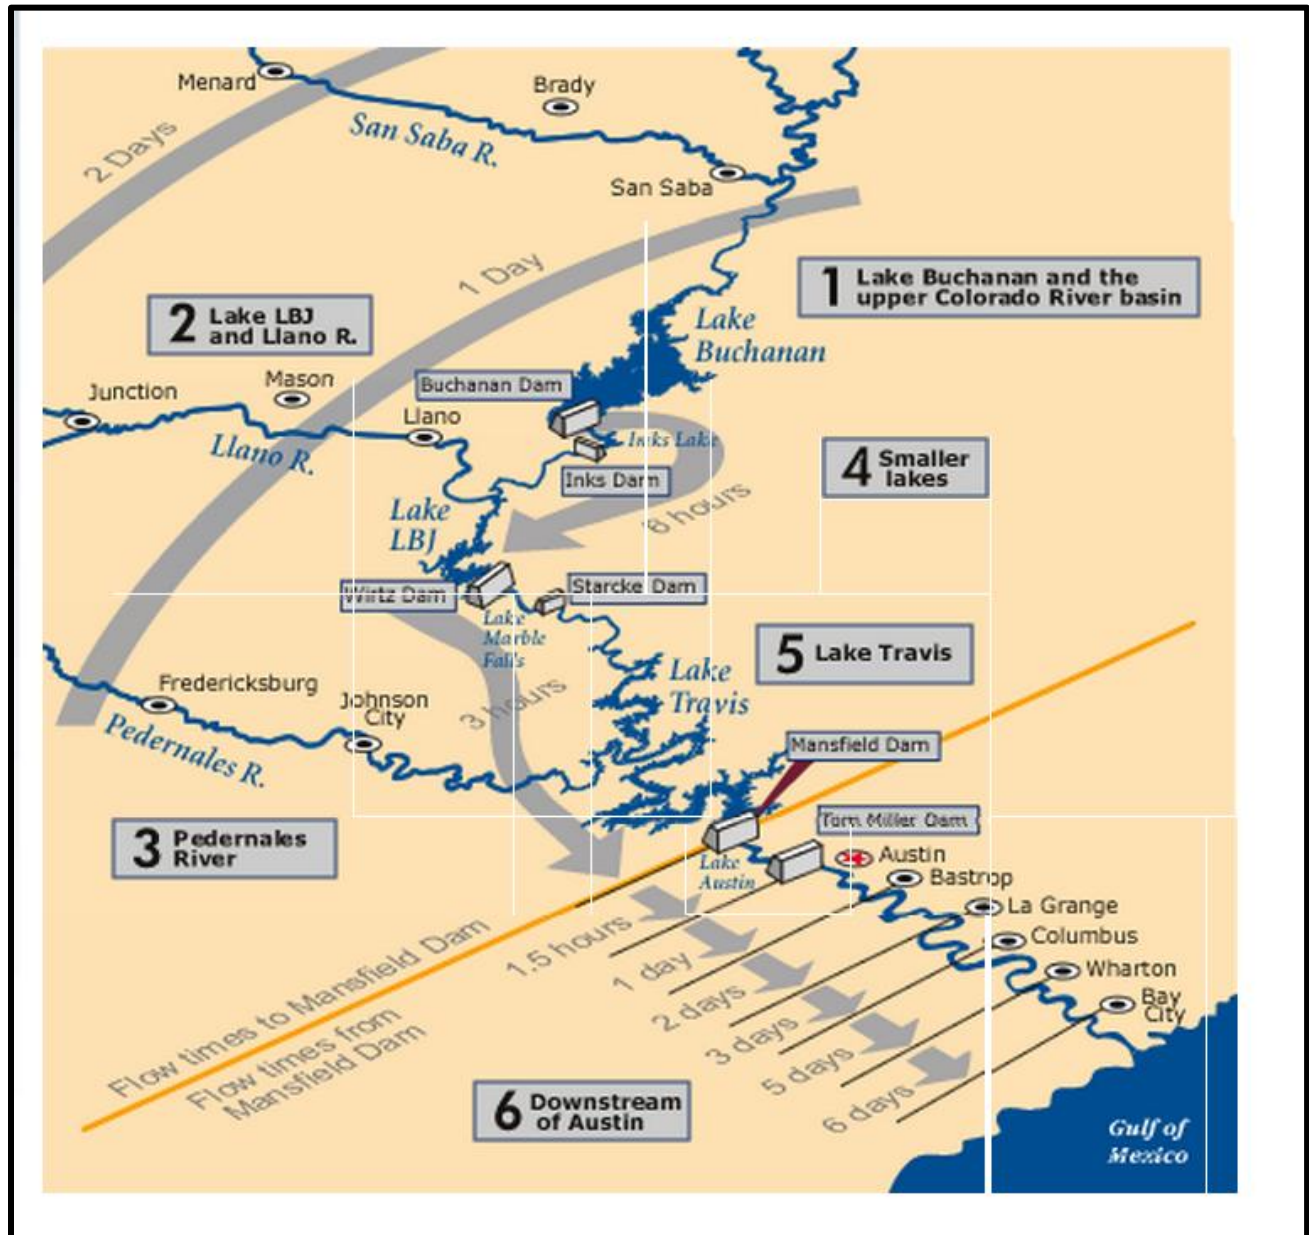 Menard
Brady
San Saba R.
2 Days
San Saba
1 Day
1 Lake Buchanan and the
upper Colorado River basin
2 Lake LBJ
and Llano R.
Lake
Buchanan
Buchanan Dam
Junction
Mason
Llano
Llano R.
Inks Lake
Inks Dam
4 Smaller
lakes
6 hours
Lake
LBJ
Wirtz Dam
Starcke Dam
Lake
Marble
Falls
5 Lake Travis
Lake
Travis
Fredericksburg
Johnson
City
3 hours
Pedernales R.
Mansfield Dam
3 Pedernales
River
Tom Miller Dam
Lake
Austin
Austin
Bastrop
La Grange
Columbus
Wharton
Bay
City
1.5 hours
1 day
2 days
3 days
5 days
6 days
Flow times to Mansfield Dam
Flow times from
Mansfield Dam
6 Downstream
of Austin
Gulf of
Mexico